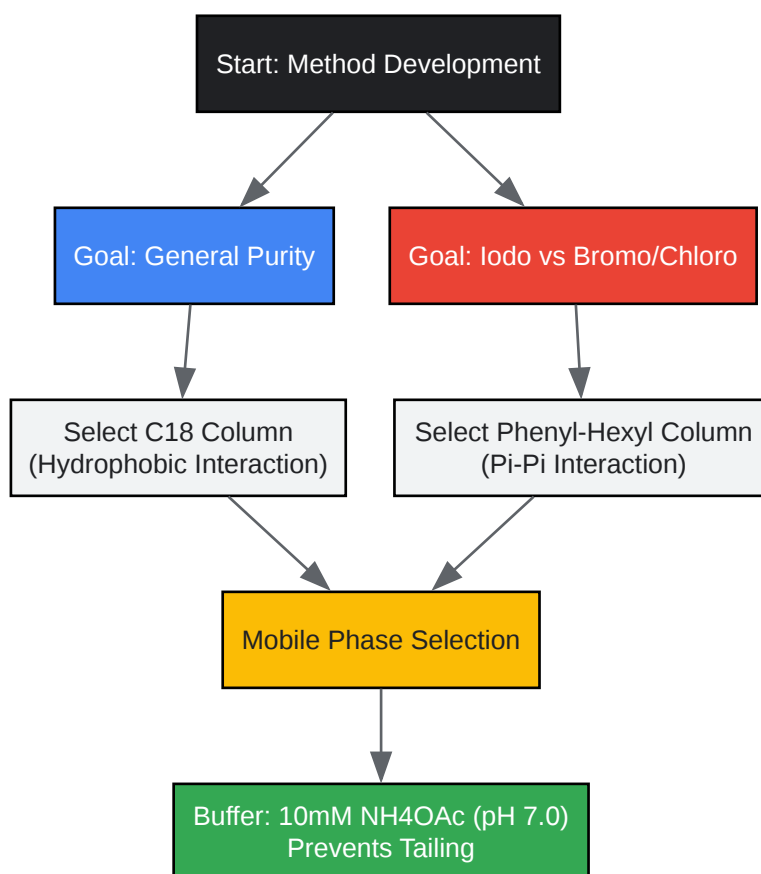 Start: Method Development
Goal: General Purity
Goal: Iodo vs Bromo/Chloro
Select C18 Column
(Hydrophobic Interaction)
Select Phenyl-Hexyl Column
(Pi-Pi Interaction)
Mobile Phase Selection
Buffer: 10mM NH4OAc (pH 7.0)
Prevents Tailing